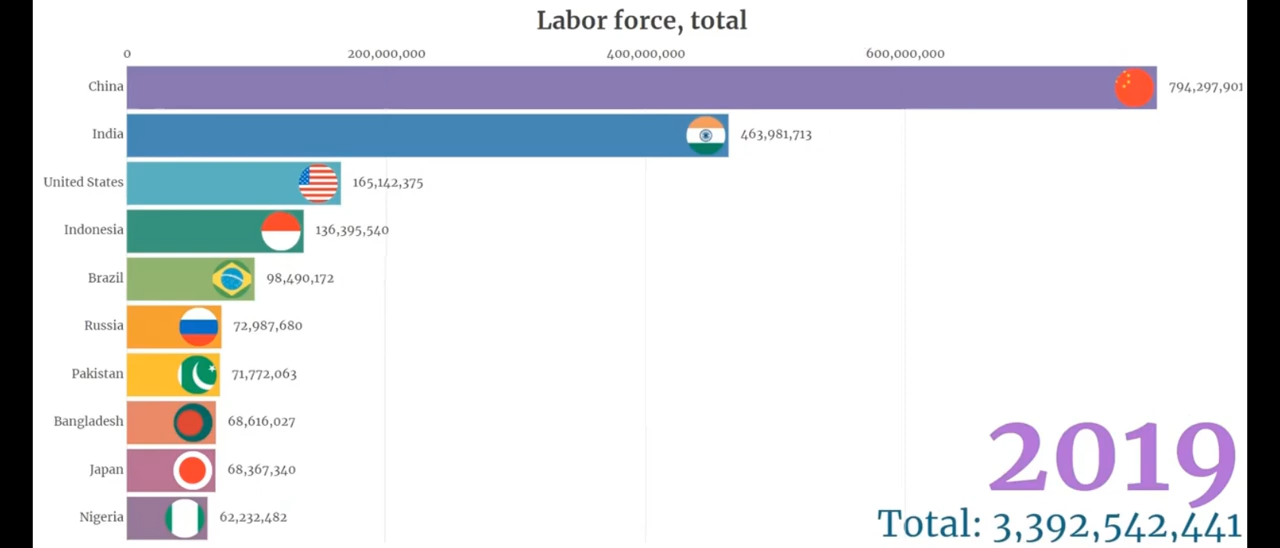 Labor force, total
0 200,000,000 400,000,000 600,000,000
China 794,297,901
India 463,981,713
United States 165,142,375
Indonesia 136,395,540
Brazil 98,490,172
Russia 72,987,680
Pakistan 71,772,063
Bangladesh 68,616,027
Japan 68,367,340
Nigeria 62,232,482
2019
Total: 3,392,542,441